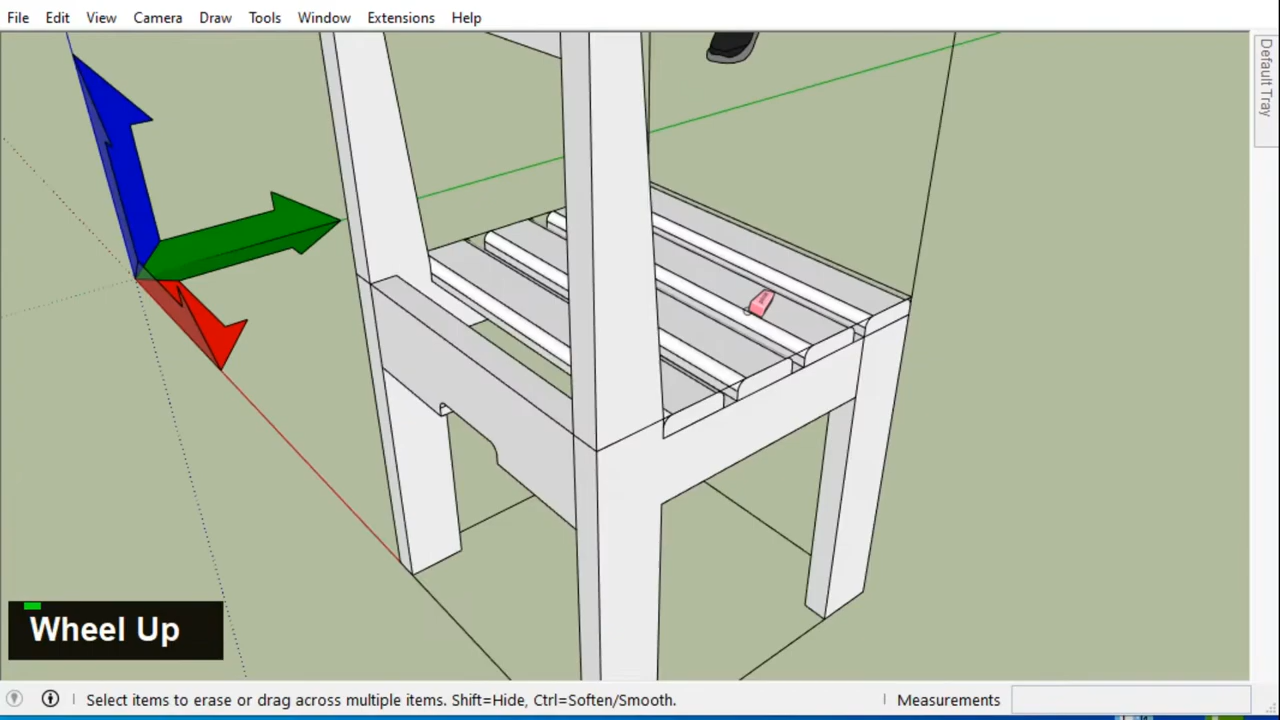 File Edit View Camera Draw Tools Window Extensions Help
Default Tray
Wheel Up
Select items to erase or drag across multiple items. Shift=Hide, Ctrl=Soften/Smooth. Measurements